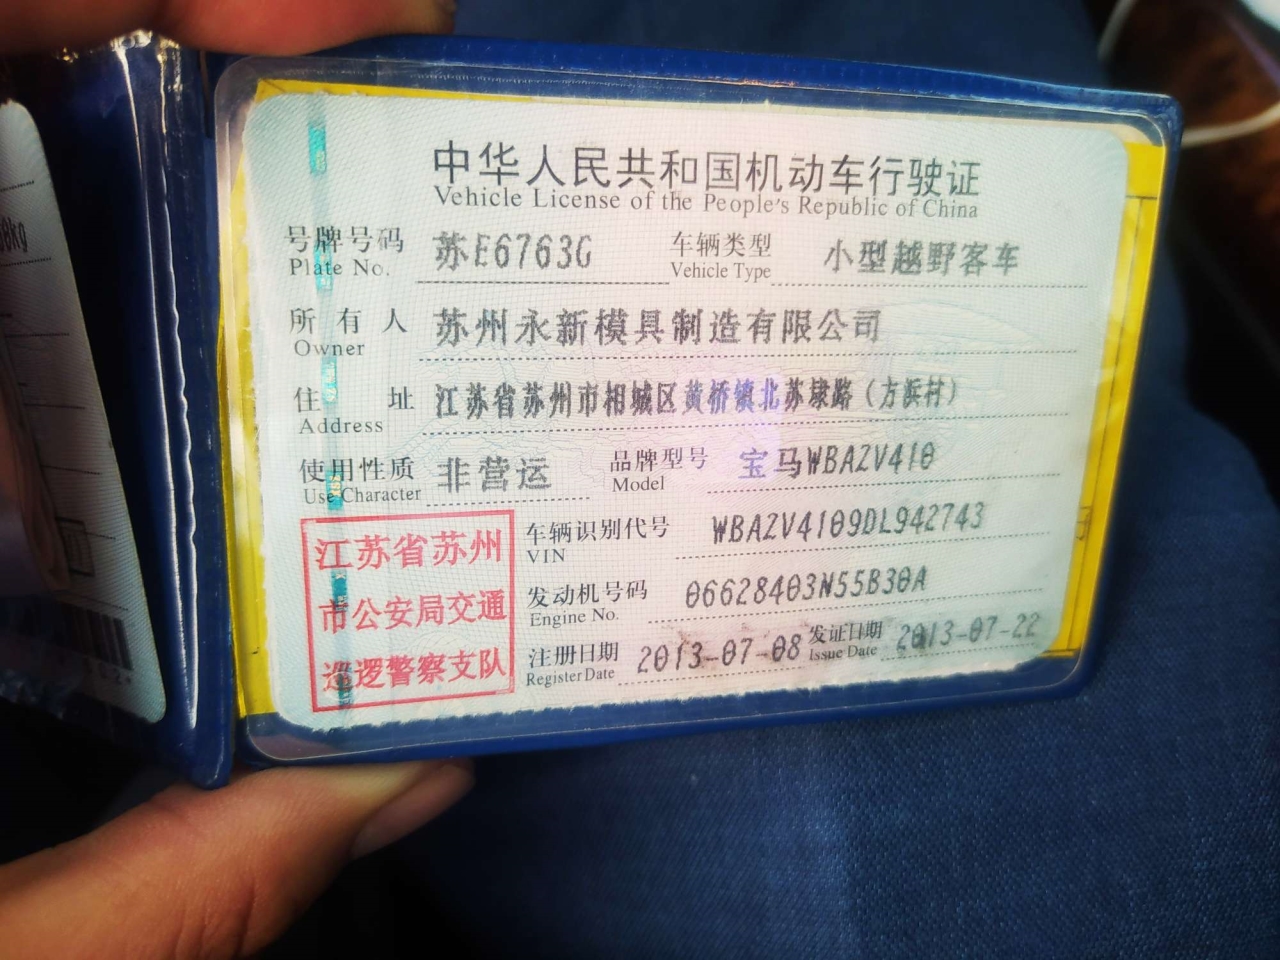 0kg
中华人民共和国机动车行驶证
Vehicle License of the People's Republic of China
号牌号码 苏E6763G 车辆类型 小型越野客车
Plate No. Vehicle Type
所有人 苏州永新模具制造有限公司
Owner
住址 江苏省苏州市相城区黄桥镇北苏埭路(方浜村)
Address
使用性质 非营运 品牌型号 宝马WBAZV410
Use Character Model
江苏省苏州
市公安局交通
巡逻警察支队
车辆识别代号 WBAZV4109DL942743
VIN
发动机号码 06628403N55B30A
Engine No.
注册日期 2013-07-08 发证日期 2013-07-22
Register Date Issue Date